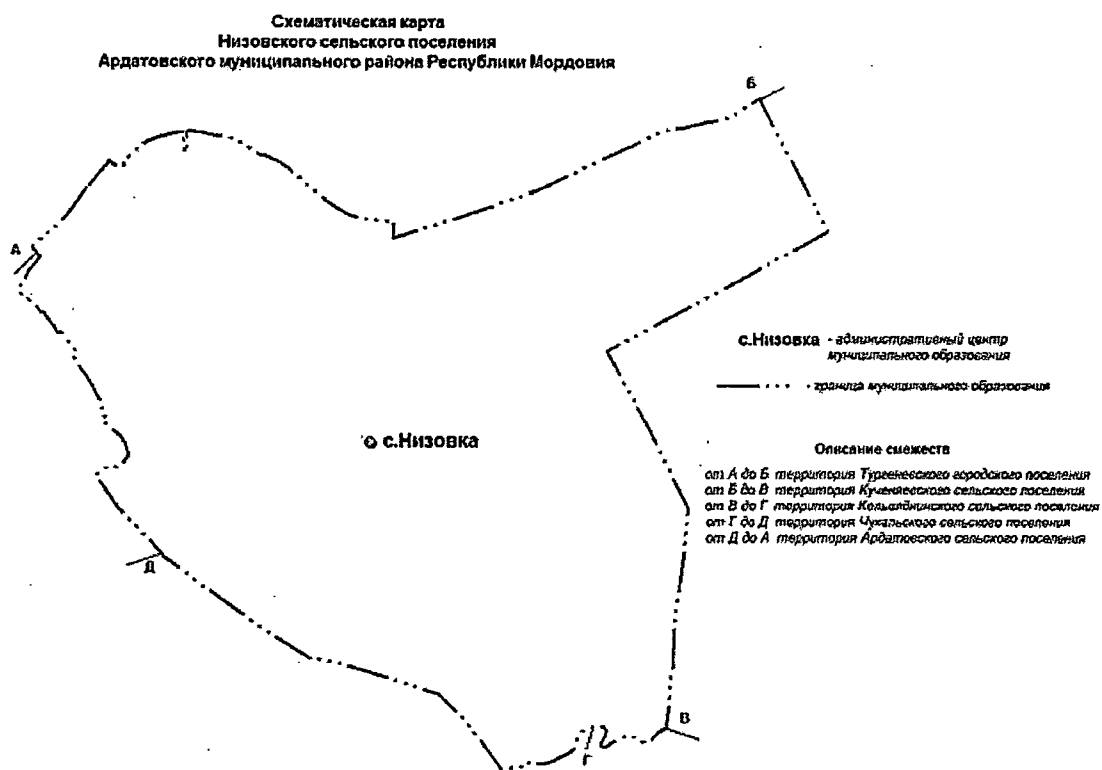 Схематическая карта
Низовского сельского поселения
Ардатовского муниципального района Республики Мордовия
Б
А
с.Низовка - административный центр
муниципального образования
- граница муниципального образования
с.Низовка
Описание смежеств
от А до Б территория Тургеневского городского поселения
от Б до В территория Кученяевского сельского поселения
от В до Г территория сельского поселения
от Г до Д территория Чукальского сельского поселения
от Д до А территория Ардатовского сельского поселения
Д
В
Г